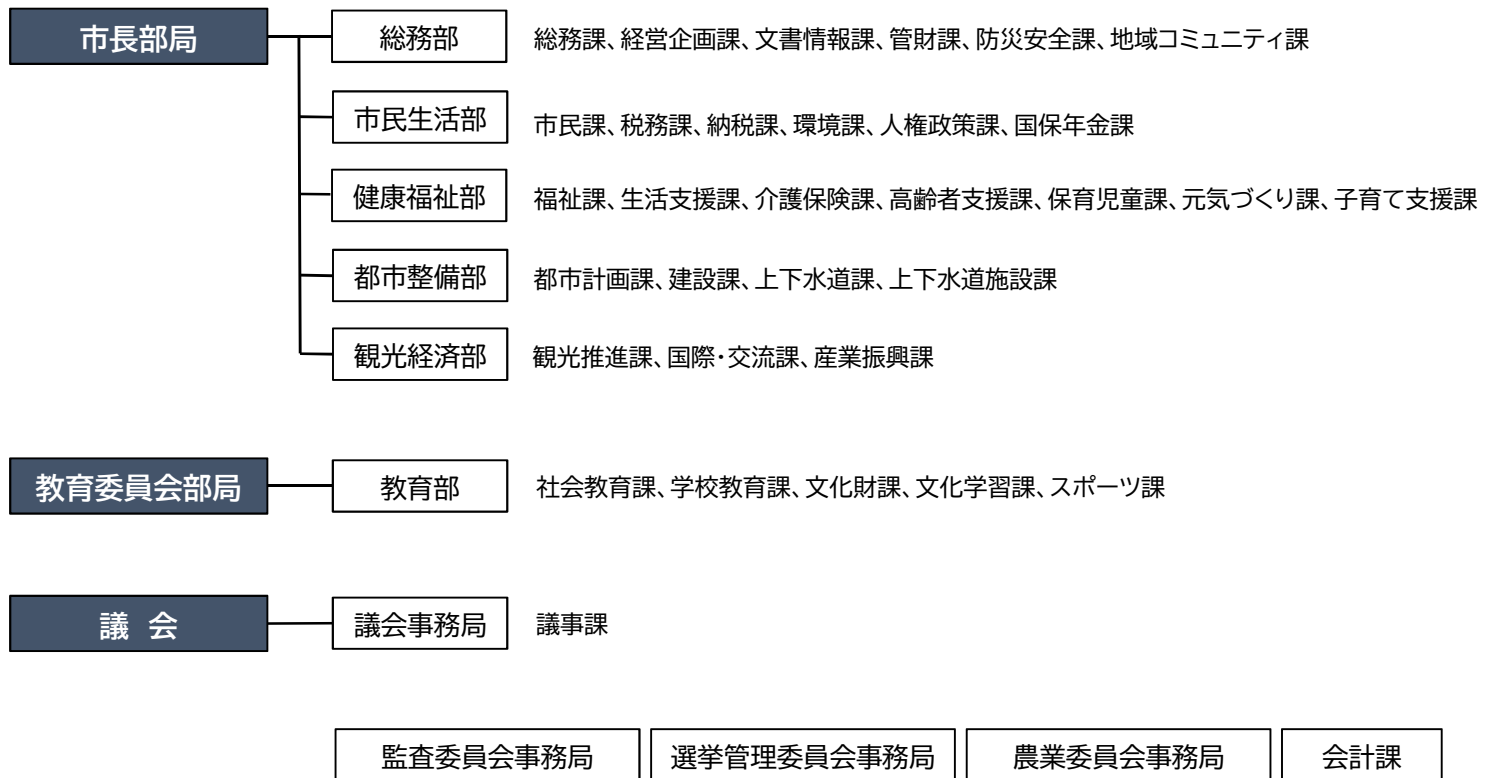 市長部局 総務部 総務課、経営企画課、文書情報課、管財課、防災安全課、地域コミュニティ課
市民生活部 市民課、税務課、納税課、環境課、人権政策課、国保年金課
健康福祉部 福祉課、生活支援課、介護保険課、高齢者支援課、保育児童課、元気づくり課、子育て支援課
都市整備部 都市計画課、建設課、上下水道課、上下水道施設課
観光経済部 観光推進課、国際・交流課、産業振興課
教育委員会部局 教育部 社会教育課、学校教育課、文化財課、文化学習課、スポーツ課
議 会 議会事務局 議事課
監査委員会事務局 選挙管理委員会事務局 農業委員会事務局 会計課